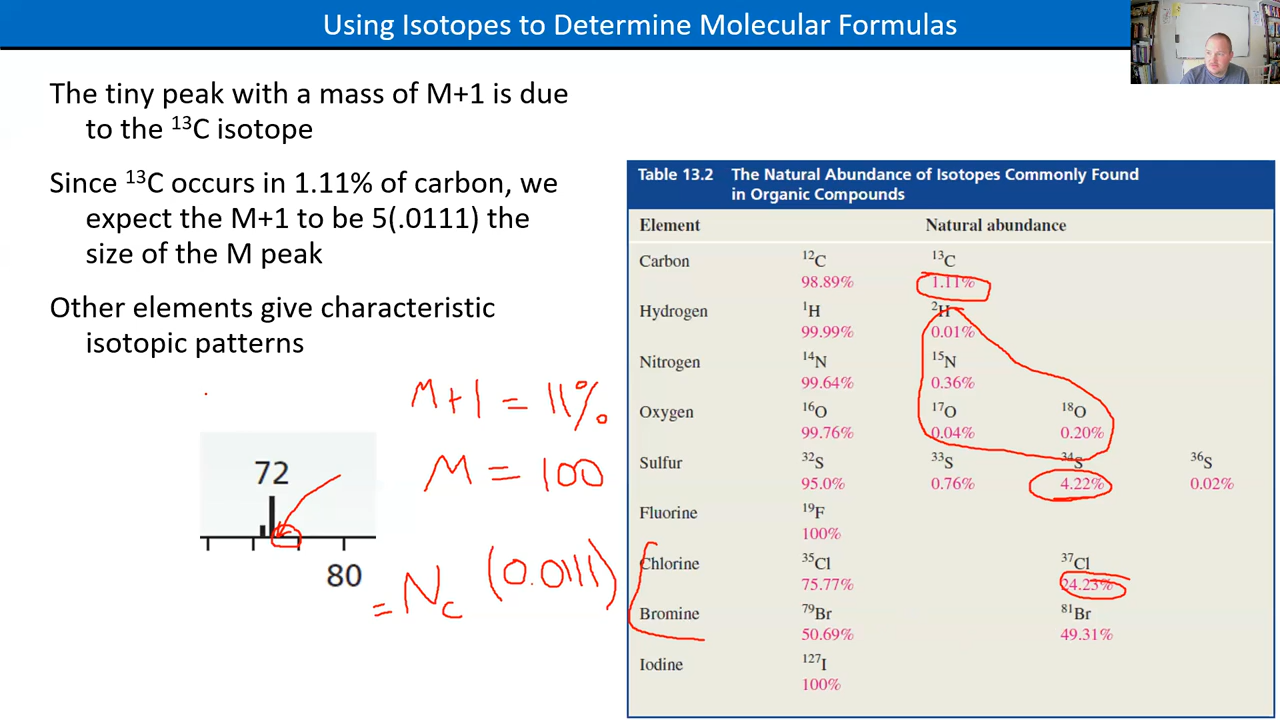 Using Isotopes to Determine Molecular Formulas
The tiny peak with a mass of M+1 is due
to the ¹³C isotope
Since ¹³C occurs in 1.11% of carbon, we
expect the M+1 to be 5(.0111) the
size of the M peak
Other elements give characteristic
isotopic patterns
M+1 = 11%
M = 100
= Nc (0.0111)
72
80
Table 13.2 The Natural Abundance of Isotopes Commonly Found
in Organic Compounds
Element Natural abundance
Carbon ¹²C ¹³C
98.89% 1.11%
Hydrogen ¹H ²H
99.99% 0.01%
Nitrogen ¹⁴N ¹⁵N
99.64% 0.36%
Oxygen ¹⁶O ¹⁷O ¹⁸O
99.76% 0.04% 0.20%
Sulfur ³²S ³³S ³⁴S ³⁶S
95.0% 0.76% 4.22% 0.02%
Fluorine ¹⁹F
100%
Chlorine ³⁵Cl ³⁷Cl
75.77% 24.23%
Bromine ⁷⁹Br ⁸¹Br
50.69% 49.31%
Iodine ¹²⁷I
100%